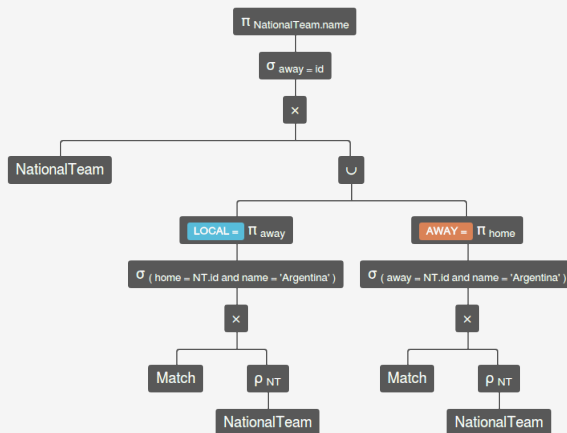 π NationalTeam.name
σ away = id
×
NationalTeam
∪
LOCAL = π away
AWAY = π home
σ ( home = NT.id and name = 'Argentina' )
σ ( away = NT.id and name = 'Argentina' )
×
×
Match
ρ NT
Match
ρ NT
NationalTeam
NationalTeam